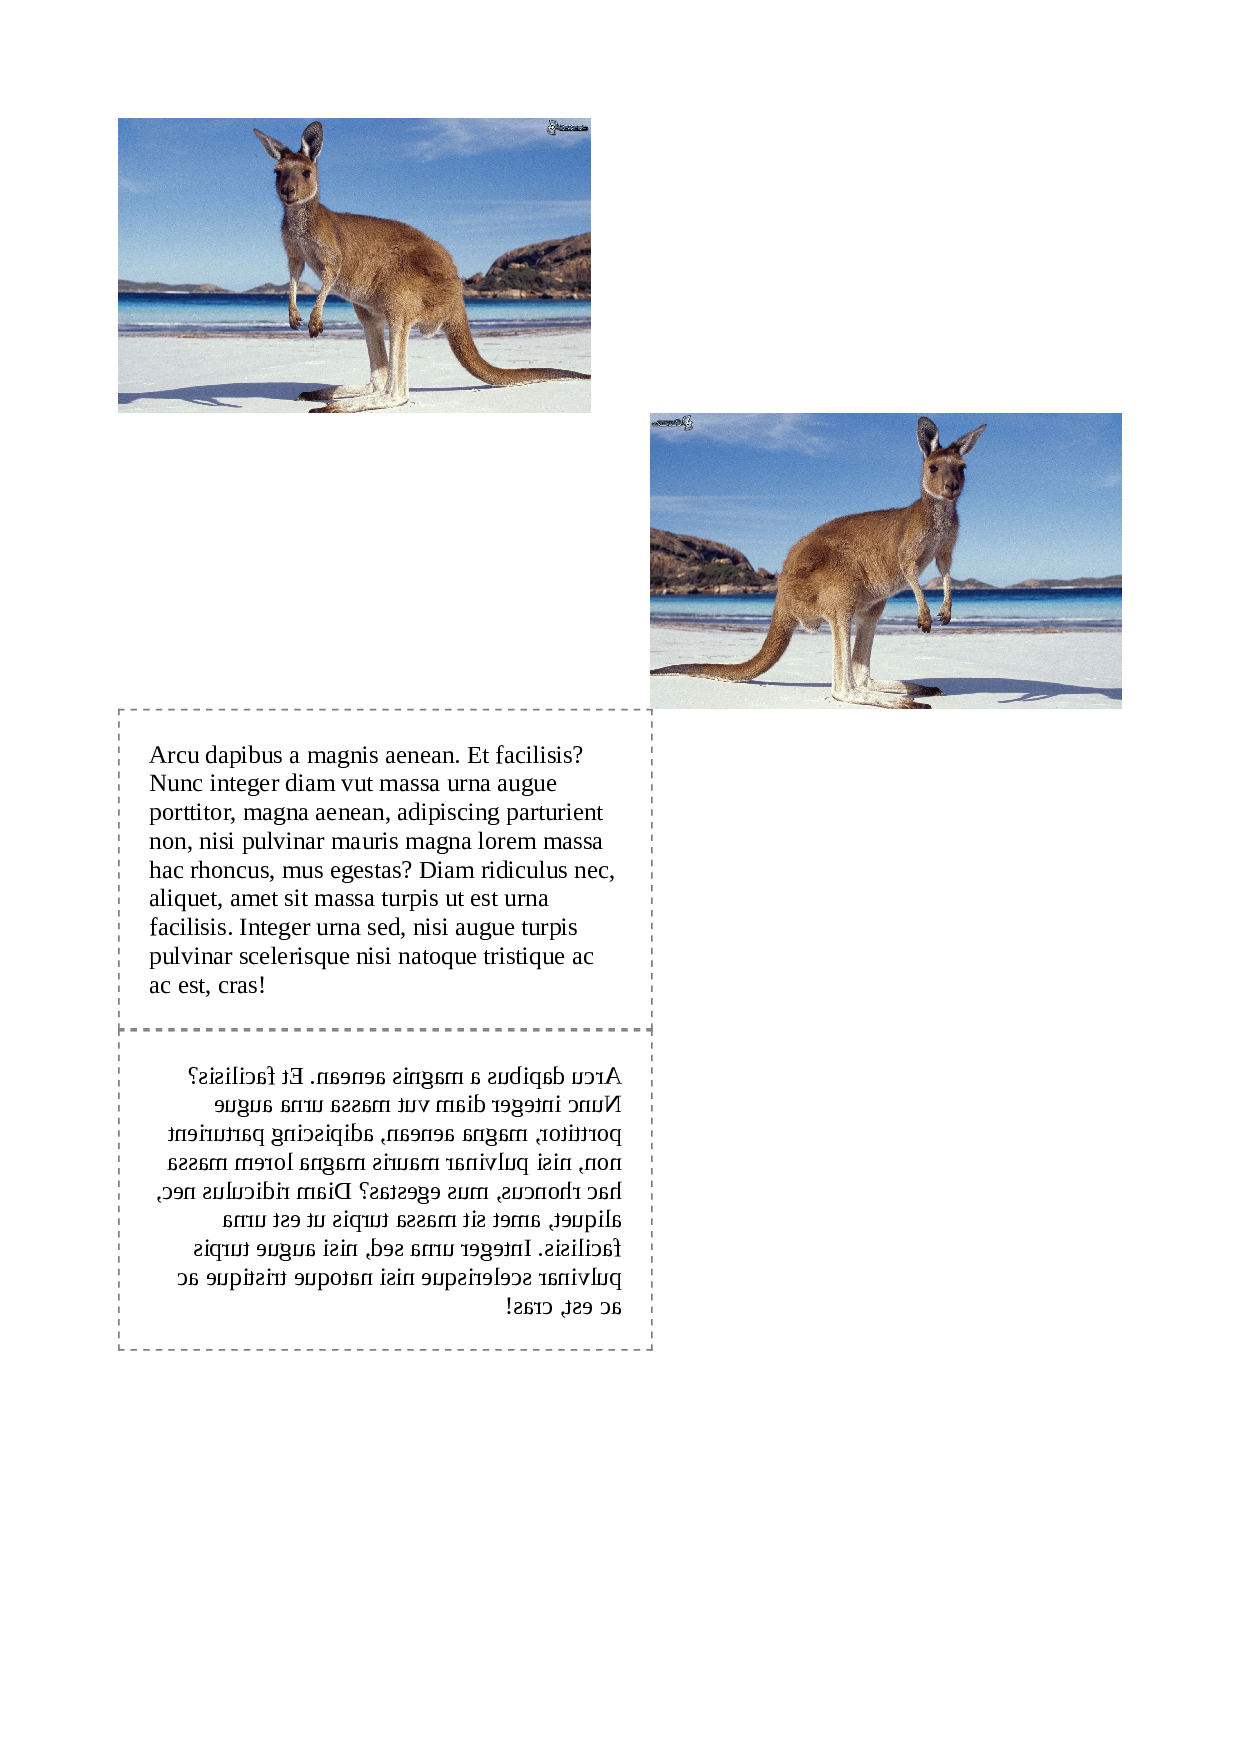 Arcu dapibus a magnis aenean. Et facilisis?
Nunc integer diam vut massa urna augue
porttitor, magna aenean, adipiscing parturient
non, nisi pulvinar mauris magna lorem massa
hac rhoncus, mus egestas? Diam ridiculus nec,
aliquet, amet sit massa turpis ut est urna
facilisis. Integer urna sed, nisi augue turpis
pulvinar scelerisque nisi natoque tristique ac
ac est, cras!
Arcu dapibus a magnis aenean. Et facilisis?
Nunc integer diam vut massa urna augue
porttitor, magna aenean, adipiscing parturient
non, nisi pulvinar mauris magna lorem massa
hac rhoncus, mus egestas? Diam ridiculus nec,
aliquet, amet sit massa turpis ut est urna
facilisis. Integer urna sed, nisi augue turpis
pulvinar scelerisque nisi natoque tristique ac
ac est, cras!